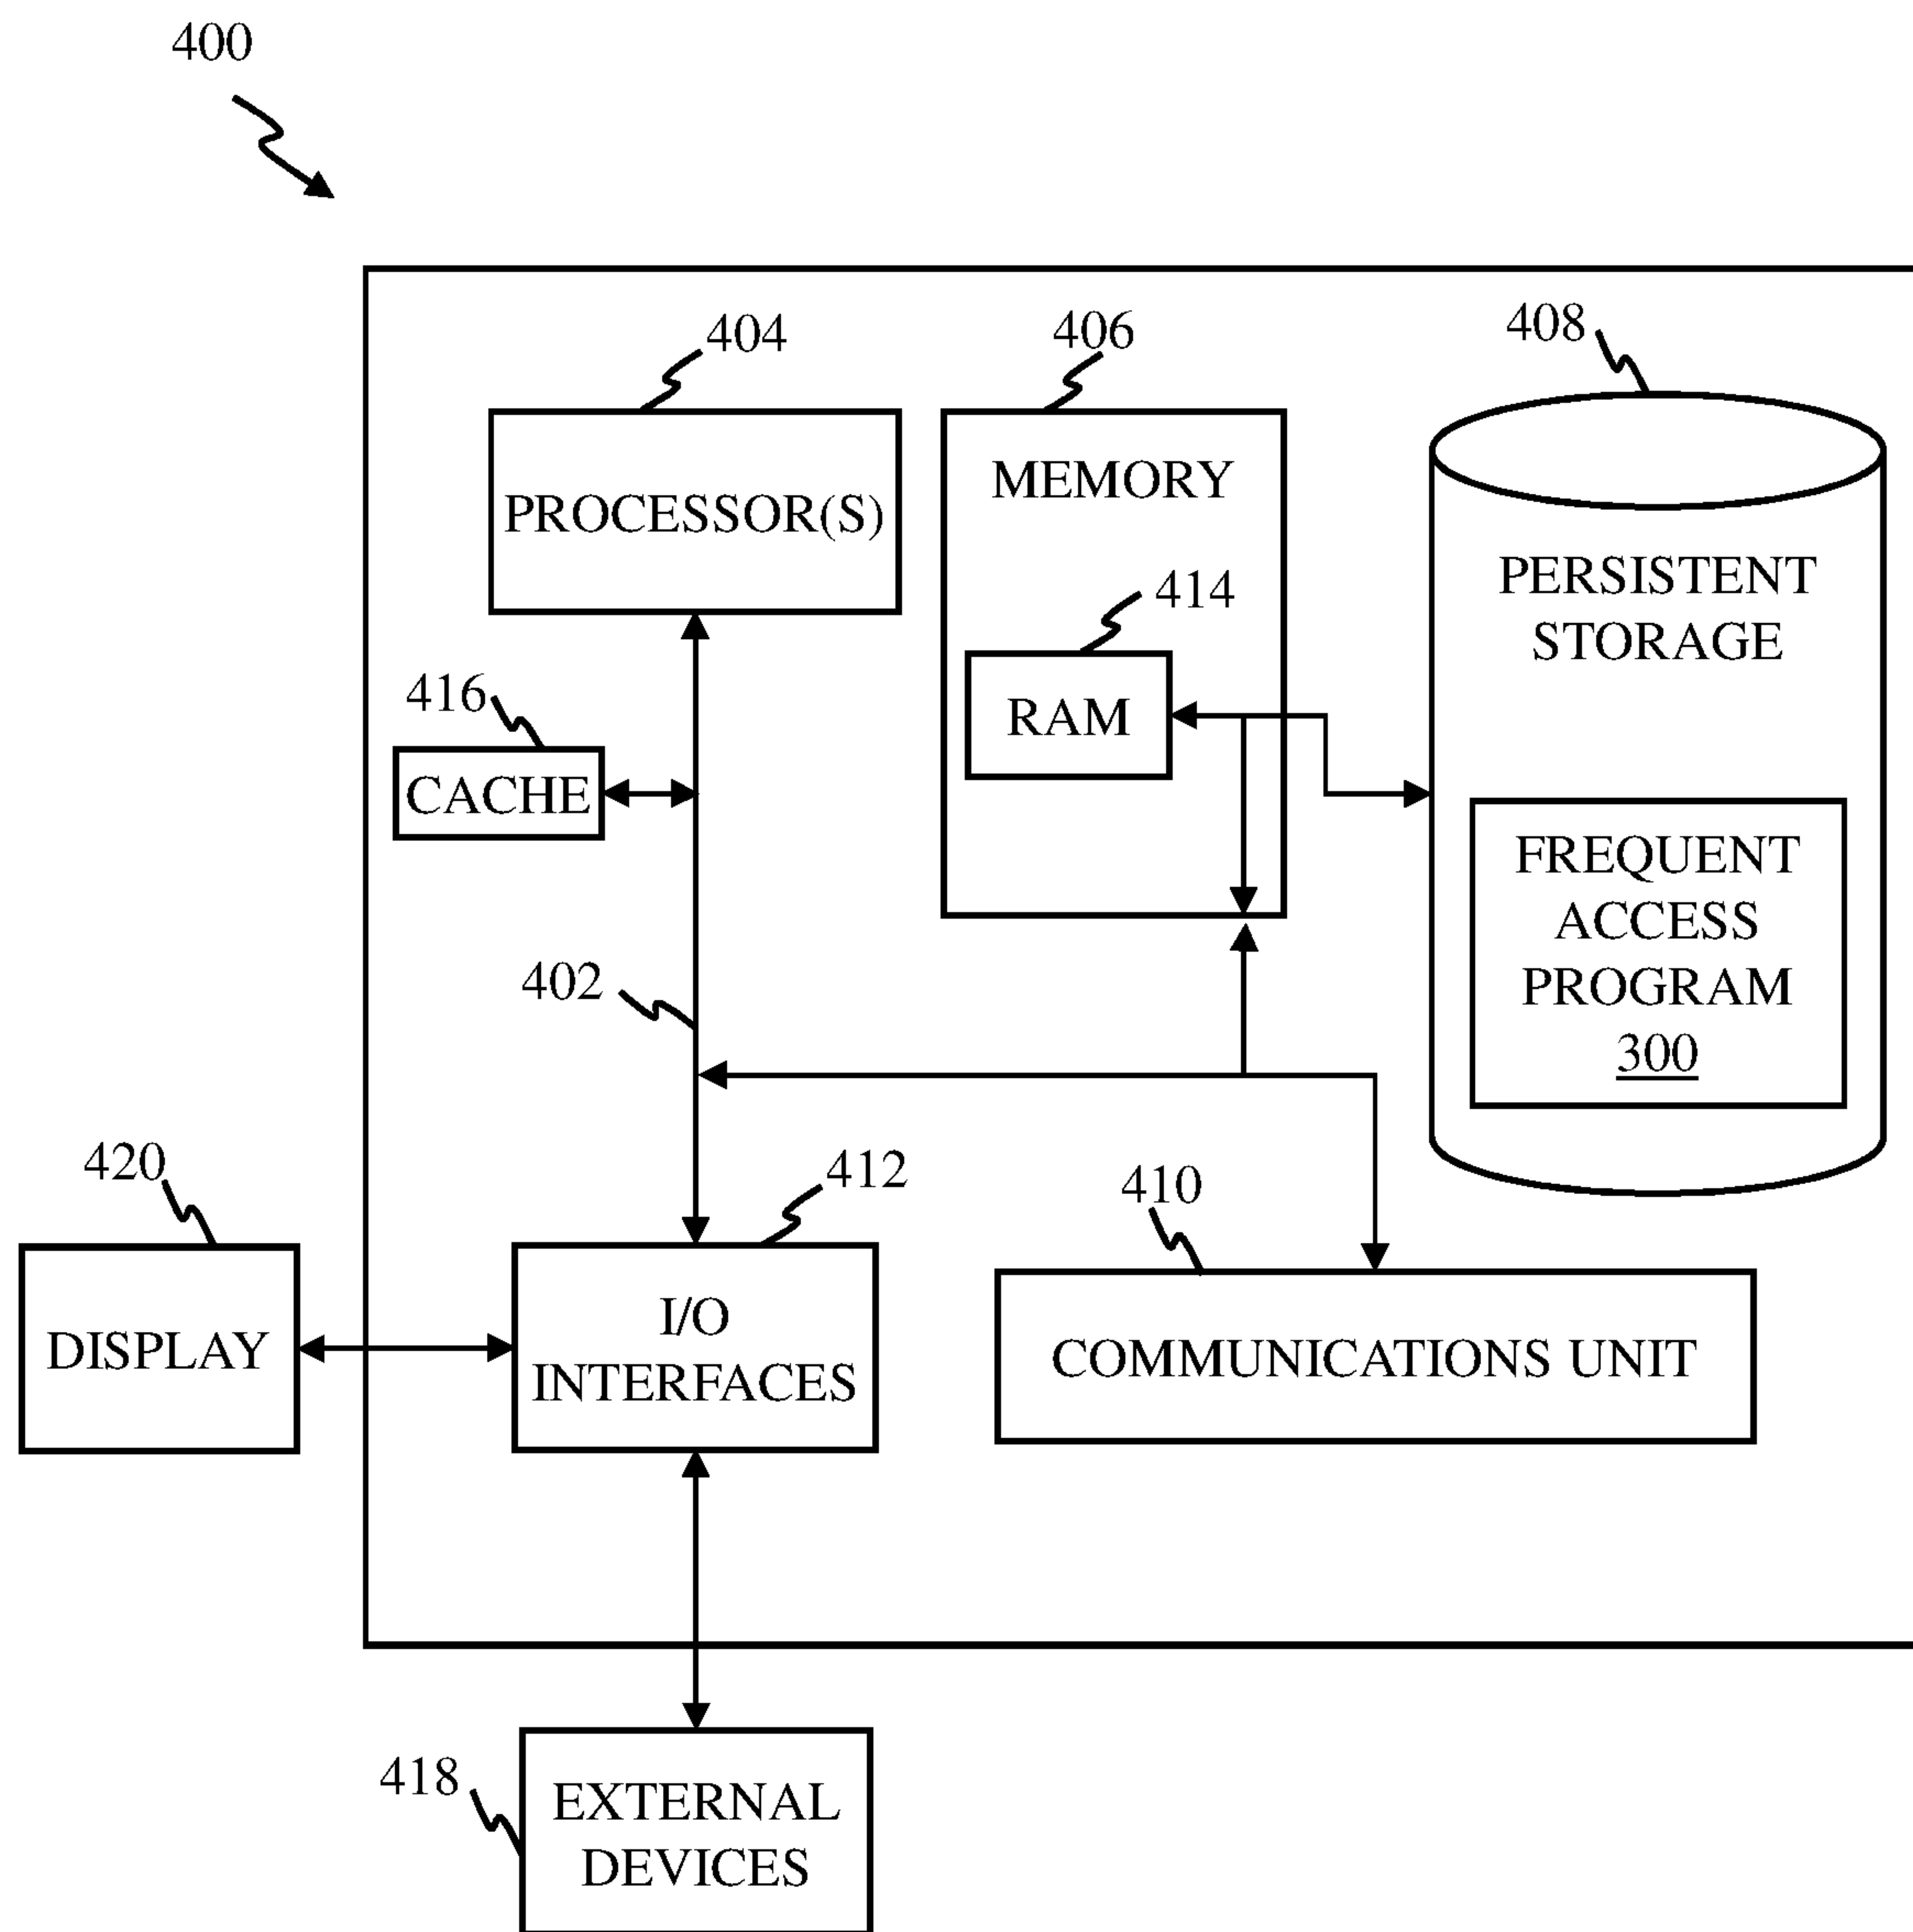 400
404
406
408
PROCESSOR(S)
MEMORY
PERSISTENT
STORAGE
414
RAM
416
CACHE
FREQUENT
ACCESS
PROGRAM
300
402
420
412
410
DISPLAY
I/O
INTERFACES
COMMUNICATIONS UNIT
418
EXTERNAL
DEVICES